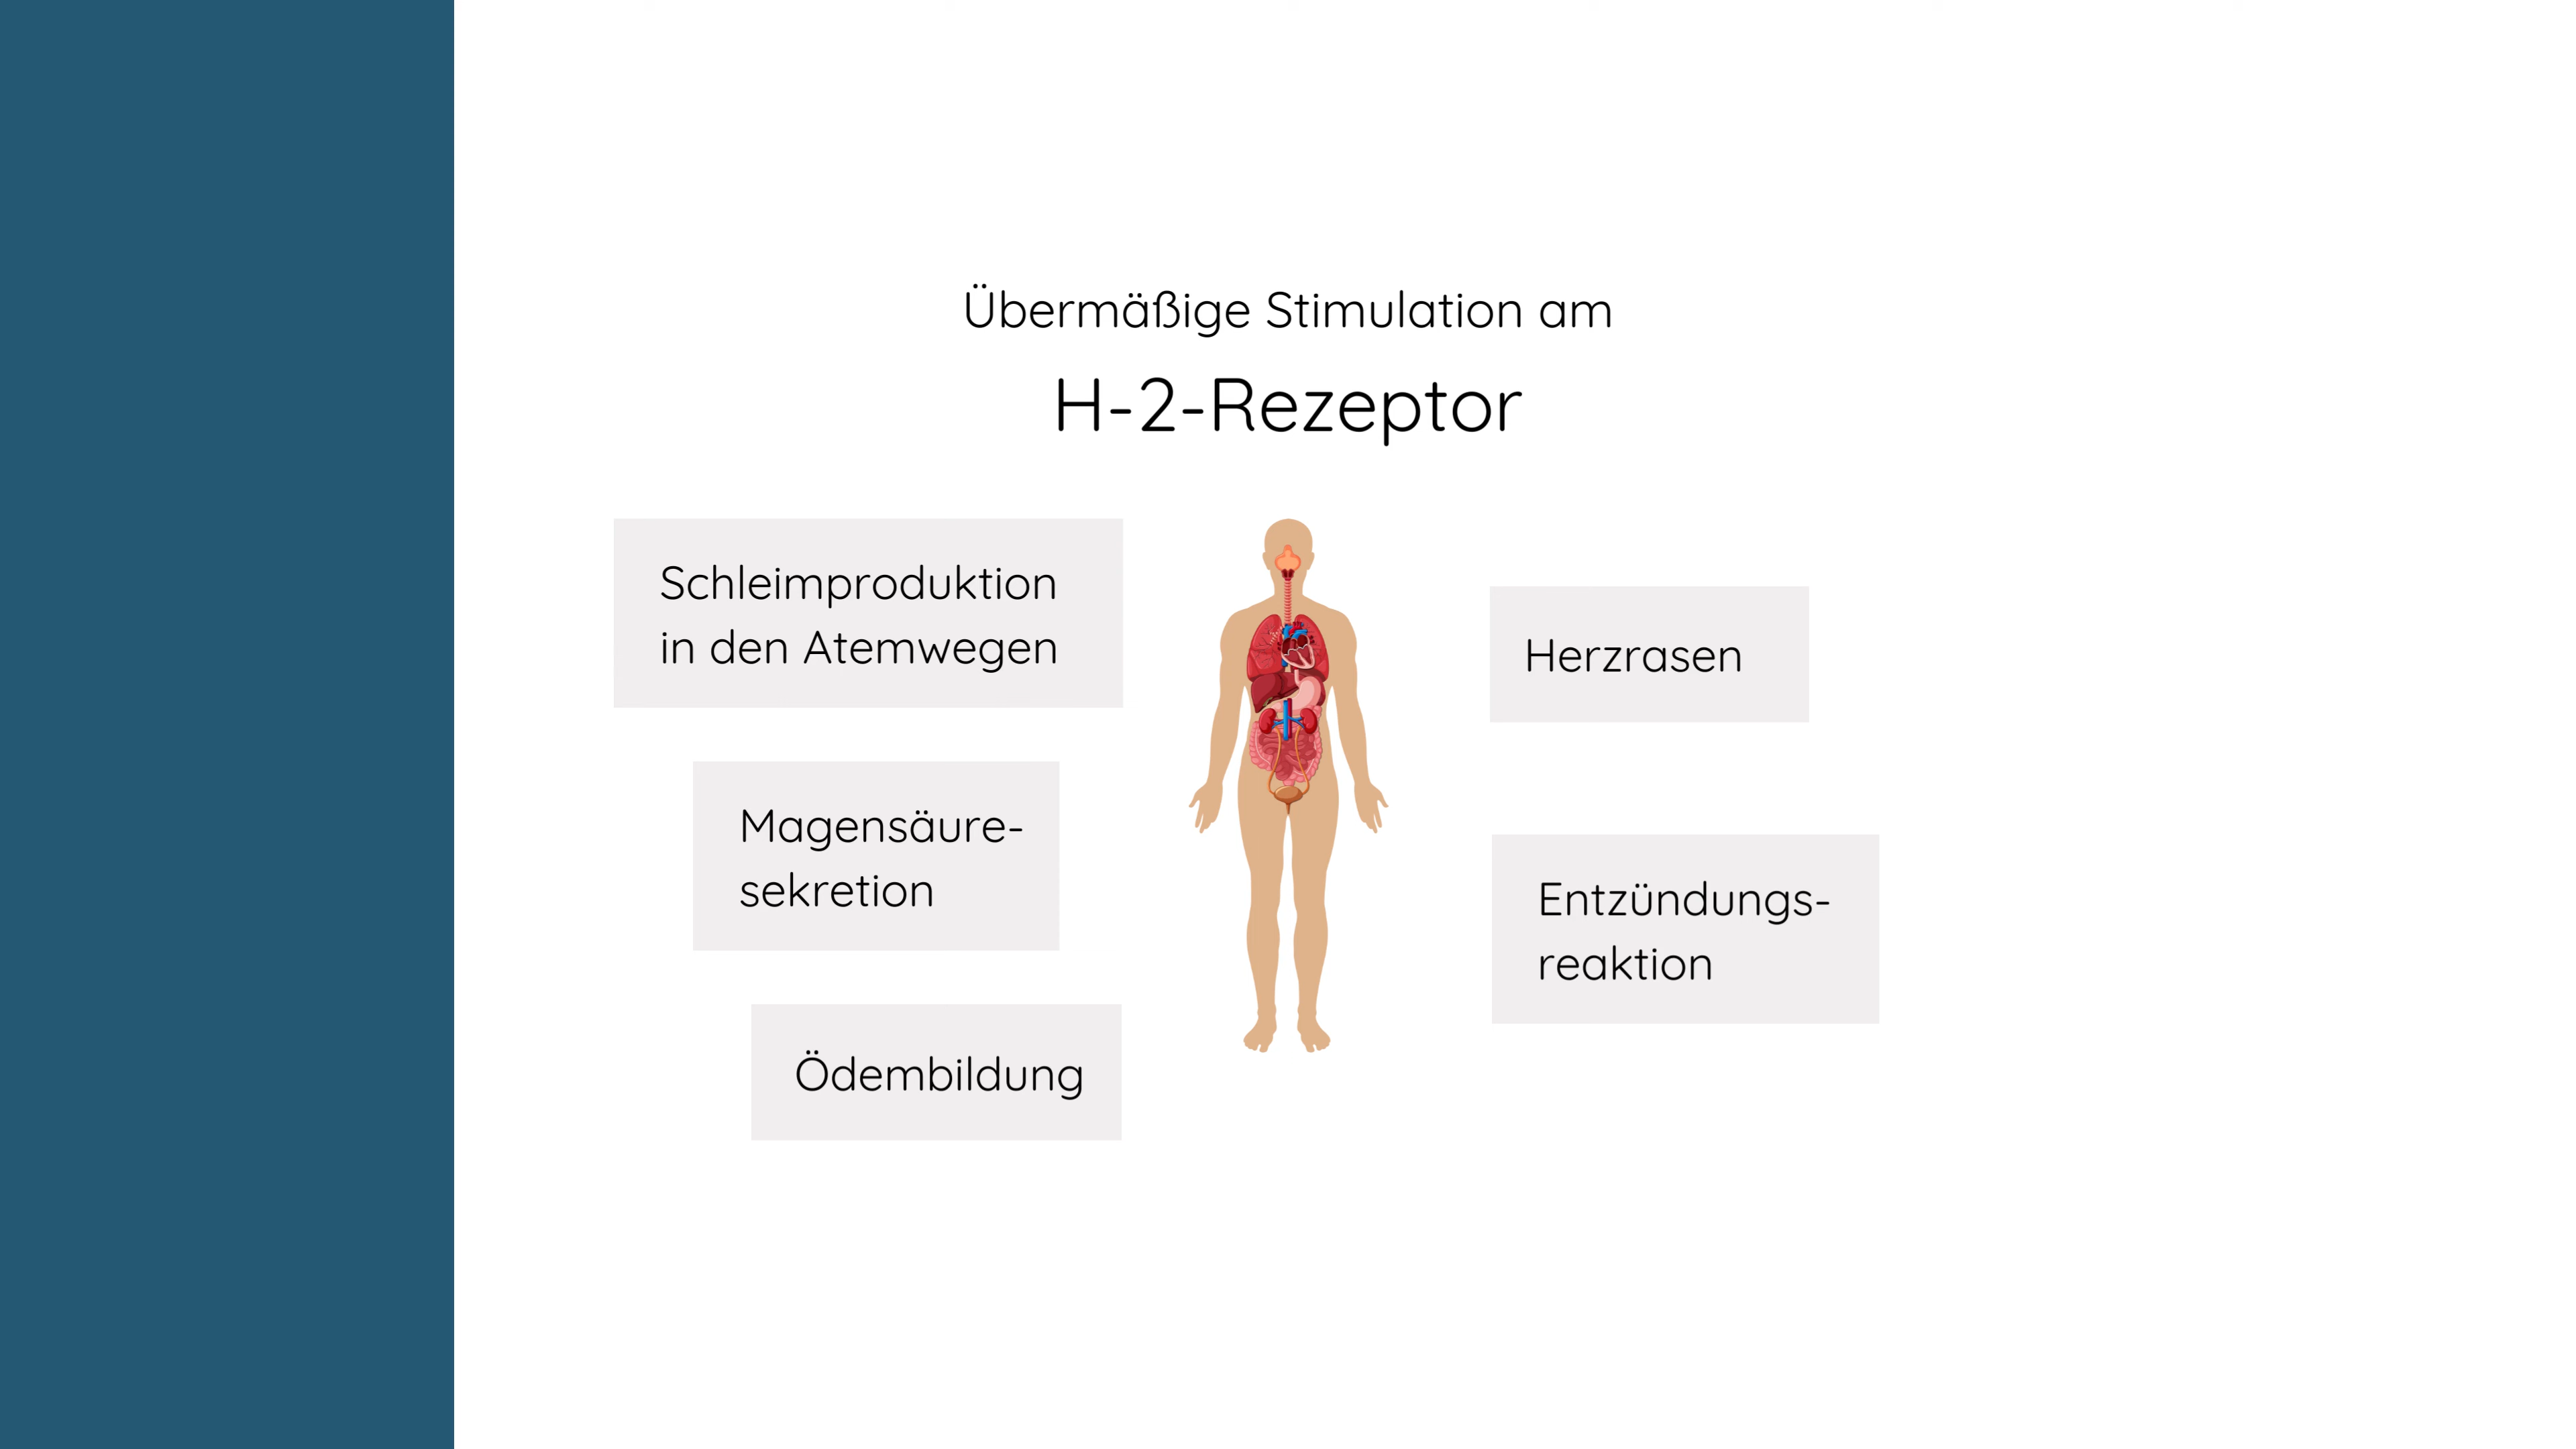 Übermäßige Stimulation am
H-2-Rezeptor
Schleimproduktion
in den Atemwegen
Magensäure-
sekretion
Ödembildung
Herzrasen
Entzündungs-
reaktion